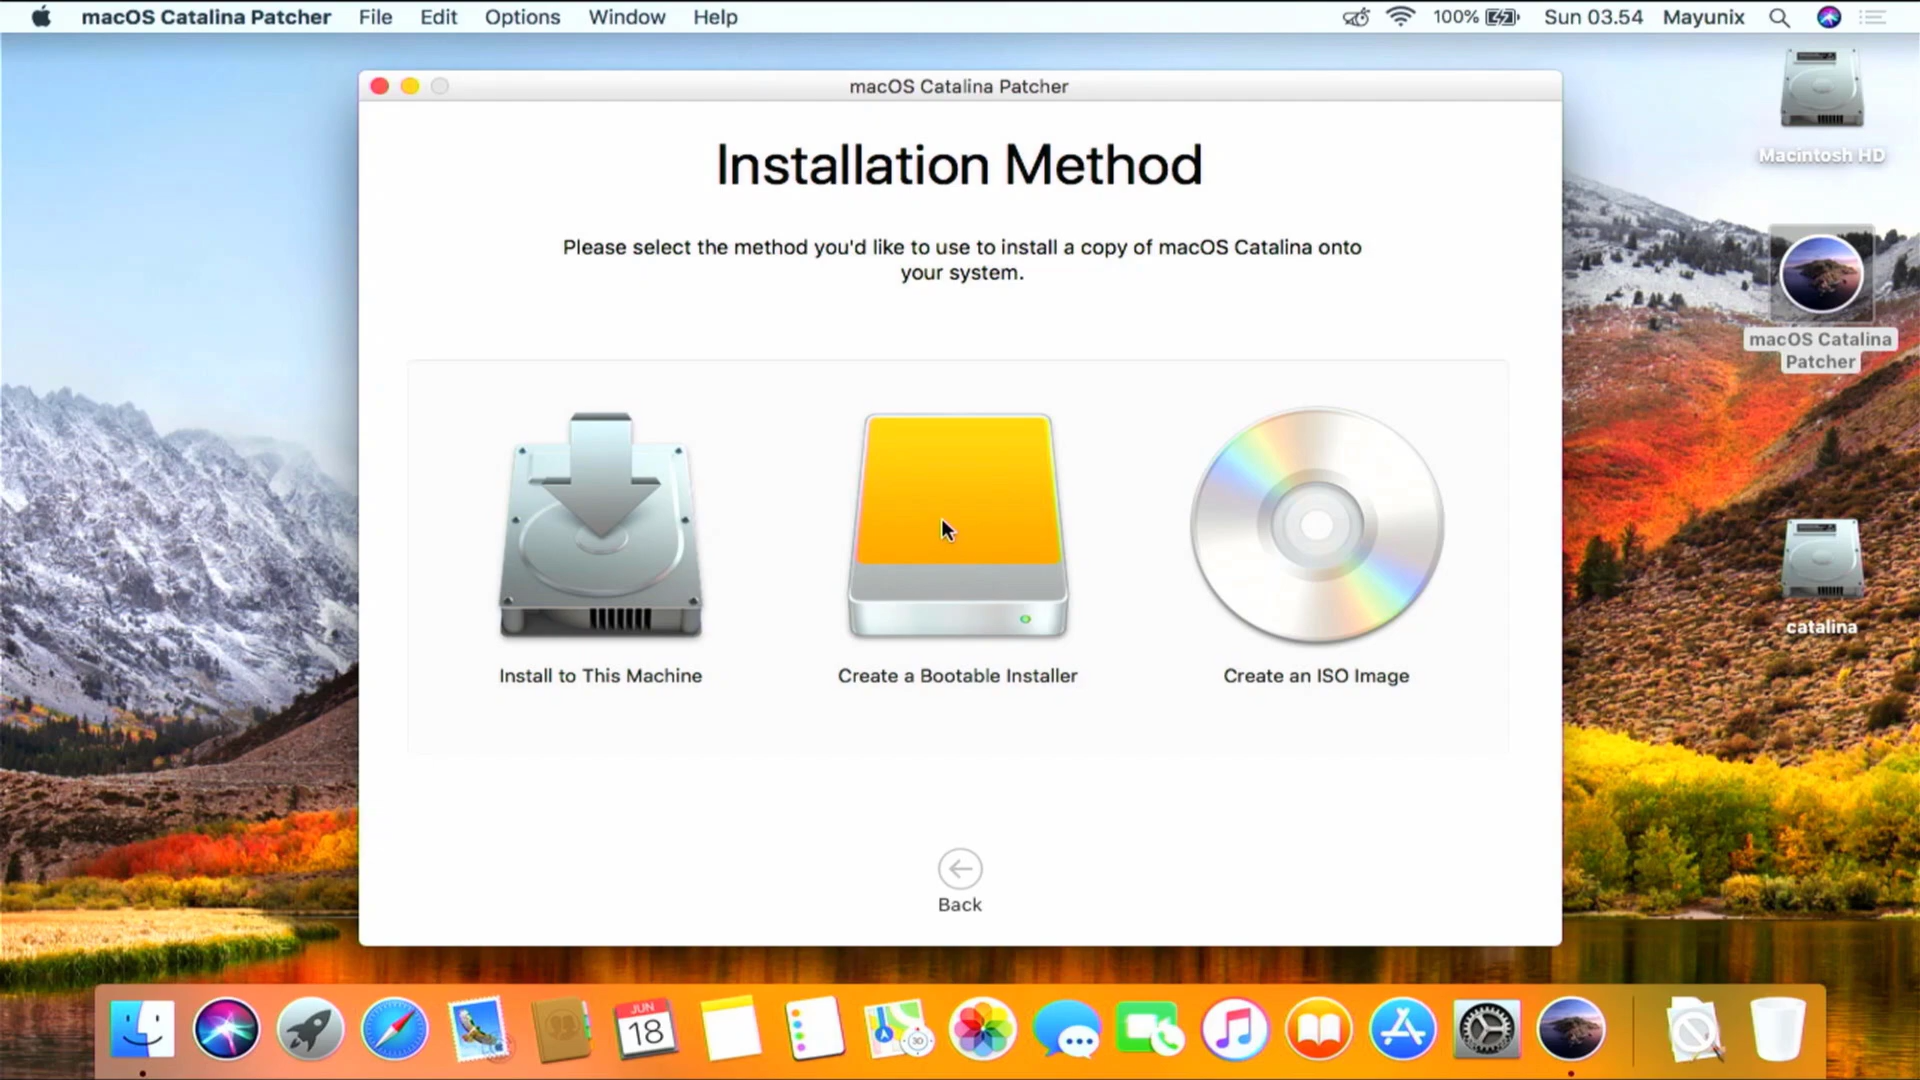 macOS Catalina Patcher File Edit Options Window Help 100% Sun 03.54 Mayunix
macOS Catalina Patcher
Installation Method
Please select the method you'd like to use to install a copy of macOS Catalina onto
your system.
Install to This Machine
Create a Bootable Installer
Create an ISO Image
Back
Macintosh HD
macOS Catalina
Patcher
catalina
JUN
18